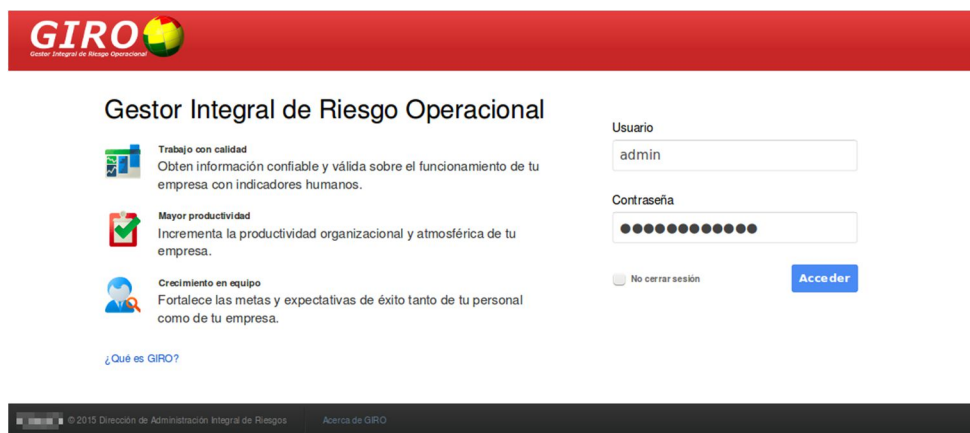 GIRO
Gestor Integral de Riesgo Operacional
Gestor Integral de Riesgo Operacional
Trabajo con calidad
Obten información confiable y válida sobre el funcionamiento de tu
empresa con indicadores humanos.
Mayor productividad
Incrementa la productividad organizacional y atmosférica de tu
empresa.
Crecimiento en equipo
Fortalece las metas y expectativas de éxito tanto de tu personal
como de tu empresa.
¿Qué es GIRO?
Usuario
admin
Contraseña
●●●●●●●●●●●●
No cerrar sesión
Acceder
© 2015 Dirección de Administración Integral de Riesgos
Acerca de GIRO